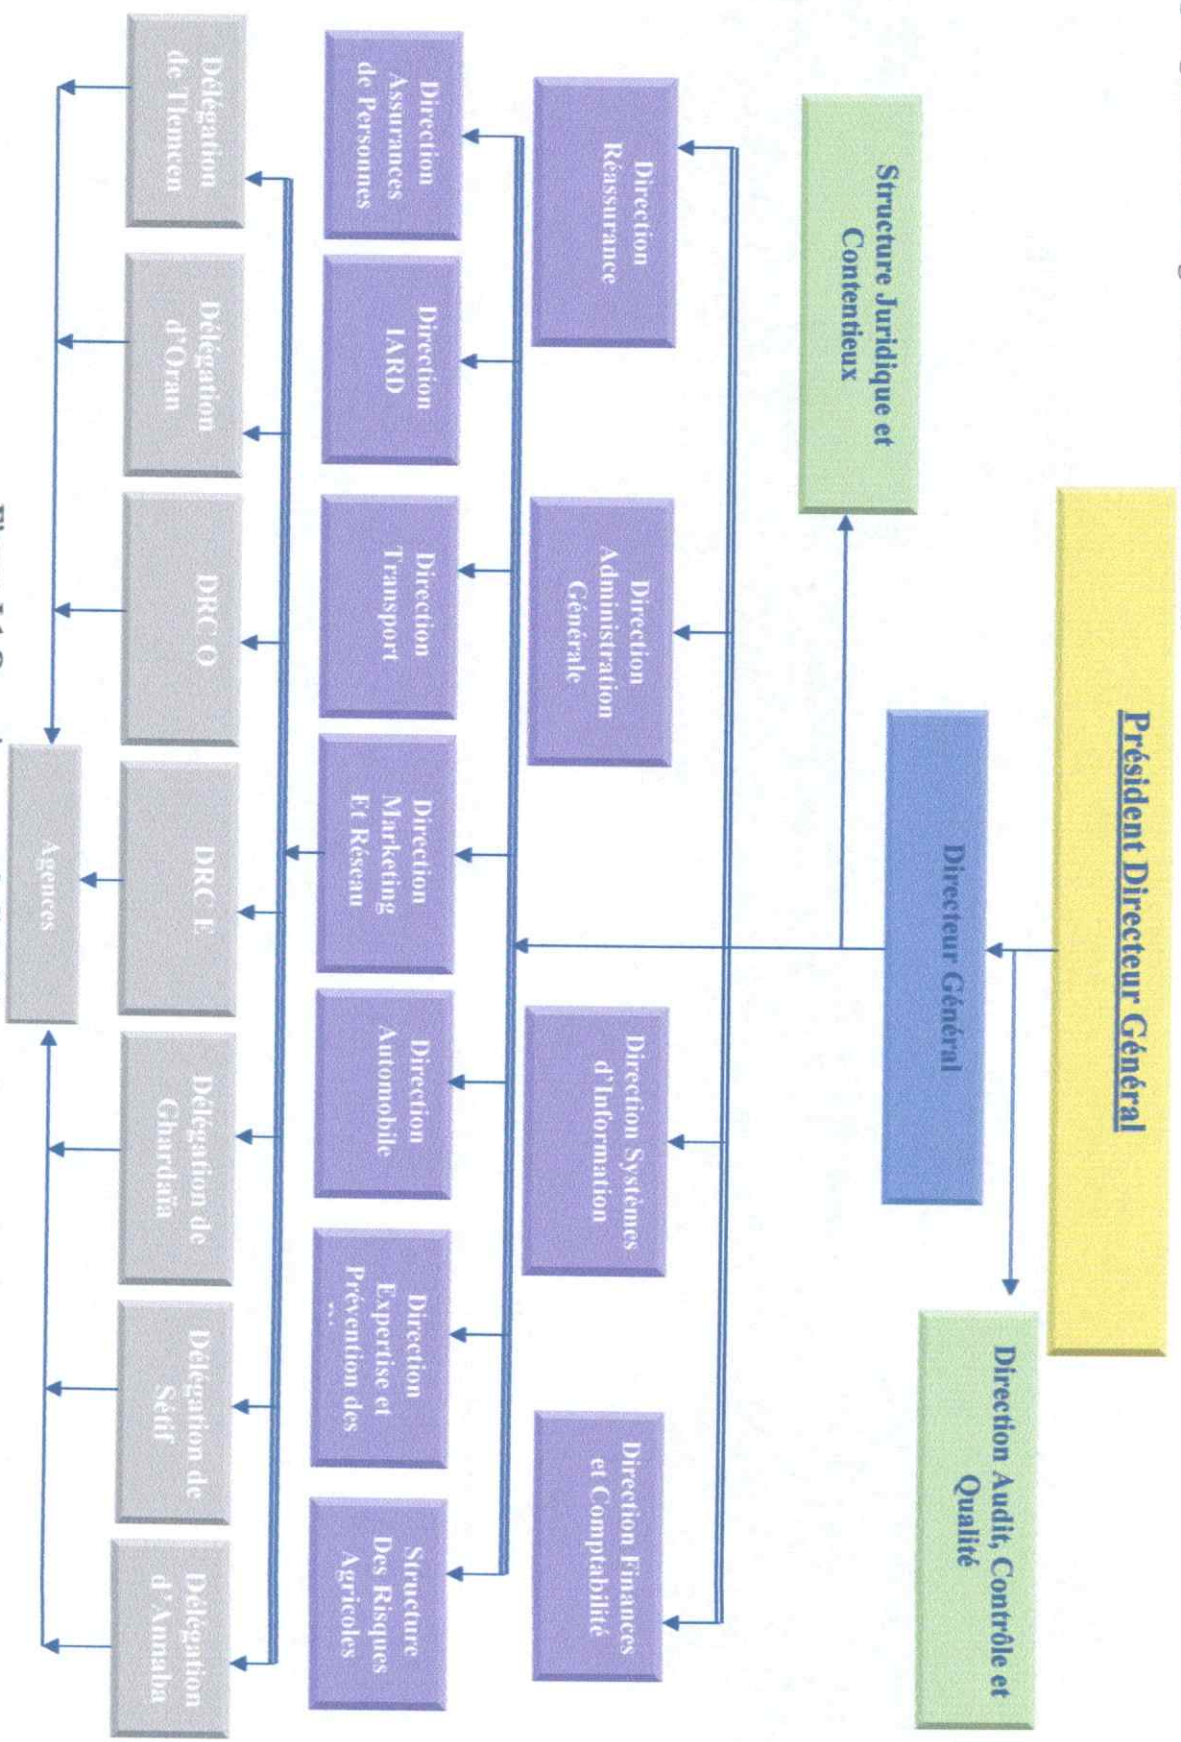 Président Directeur Général
Directeur Général
Direction Audit, Contrôle et
Qualité
Structure Juridique et
Contentieux
Direction
Réassurance
Direction
Administration
Générale
Direction Systèmes
d'Information
Direction Finances
et Comptabilité
Direction
Assurances
de Personnes
Direction
IARD
Direction
Transport
Direction
Marketing
Et Réseau
Direction
Automobile
Direction
Expertise et
Prévention des
Structure
Des Risques
Agricoles
Délégation
de Tlemcen
Délégation
d'Oran
DRC O
DRC E
Délégation de
Ghardaïa
Délégation de
Sétif
Délégation
d'Annaba
Agences